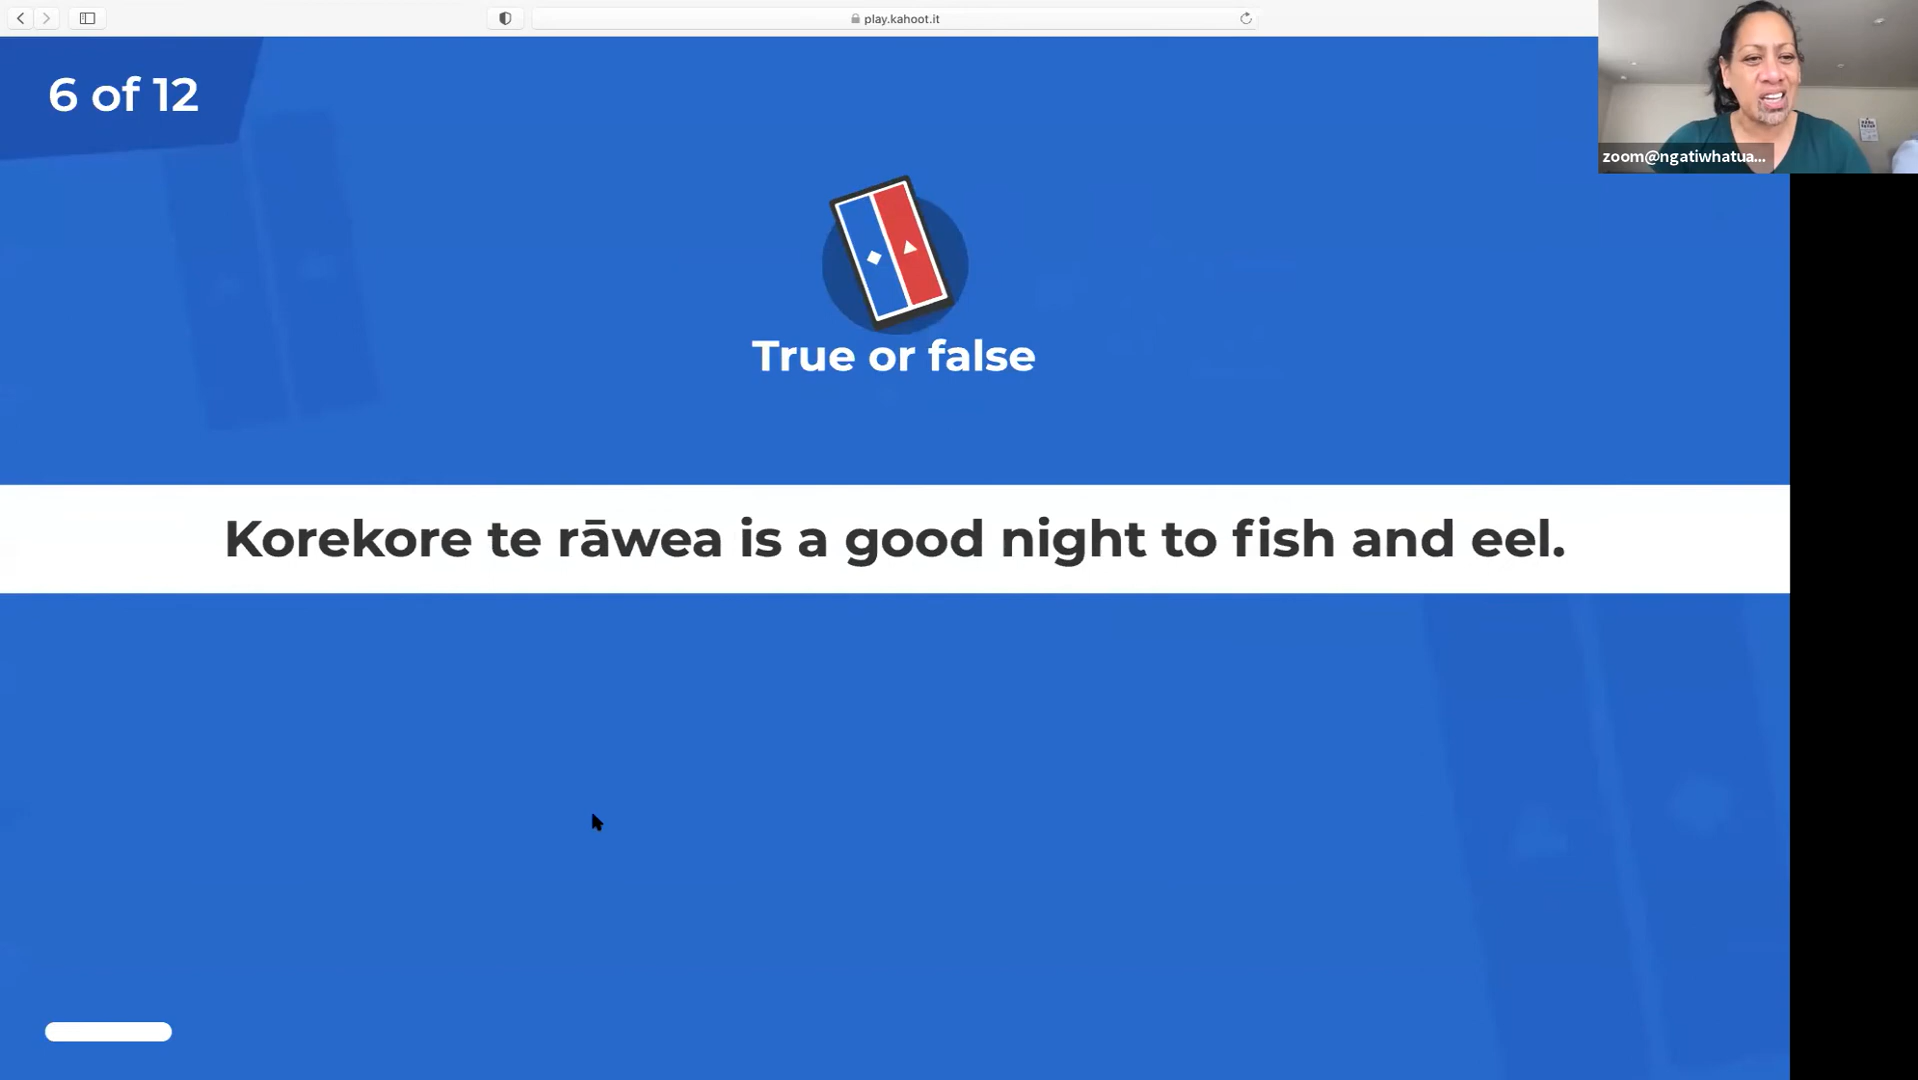 play.kahoot.it
6 of 12
zoom@ngatiwhatua...
True or false
Korekore te rāwea is a good night to fish and eel.